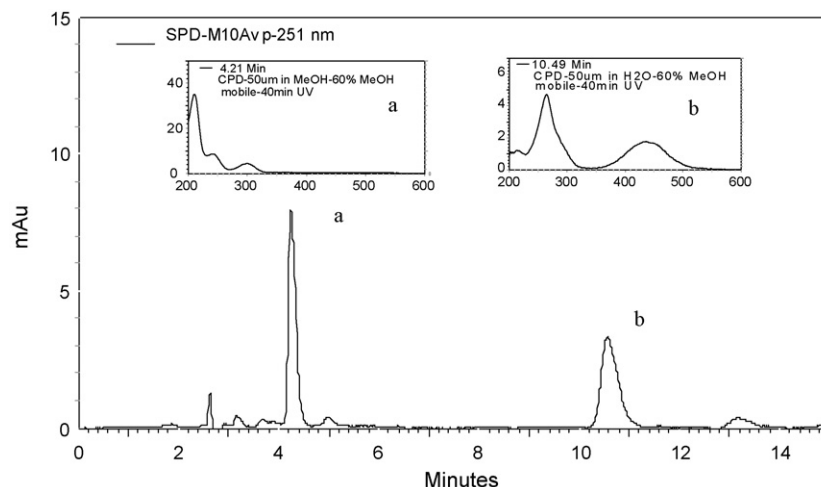 15
SPD-M10Av p-251 nm
4.21 Min
CPD-50um in MeOH-60% MeOH
mobile-40min UV
40
20
0
200 300 400 500 600
a
10.49 Min
CPD-50um in H2O-60% MeOH
mobile-40min UV
6
4
2
0
200 300 400 500 600
b
10
mAu
a
5
b
0
0 2 4 6 8 10 12 14
Minutes